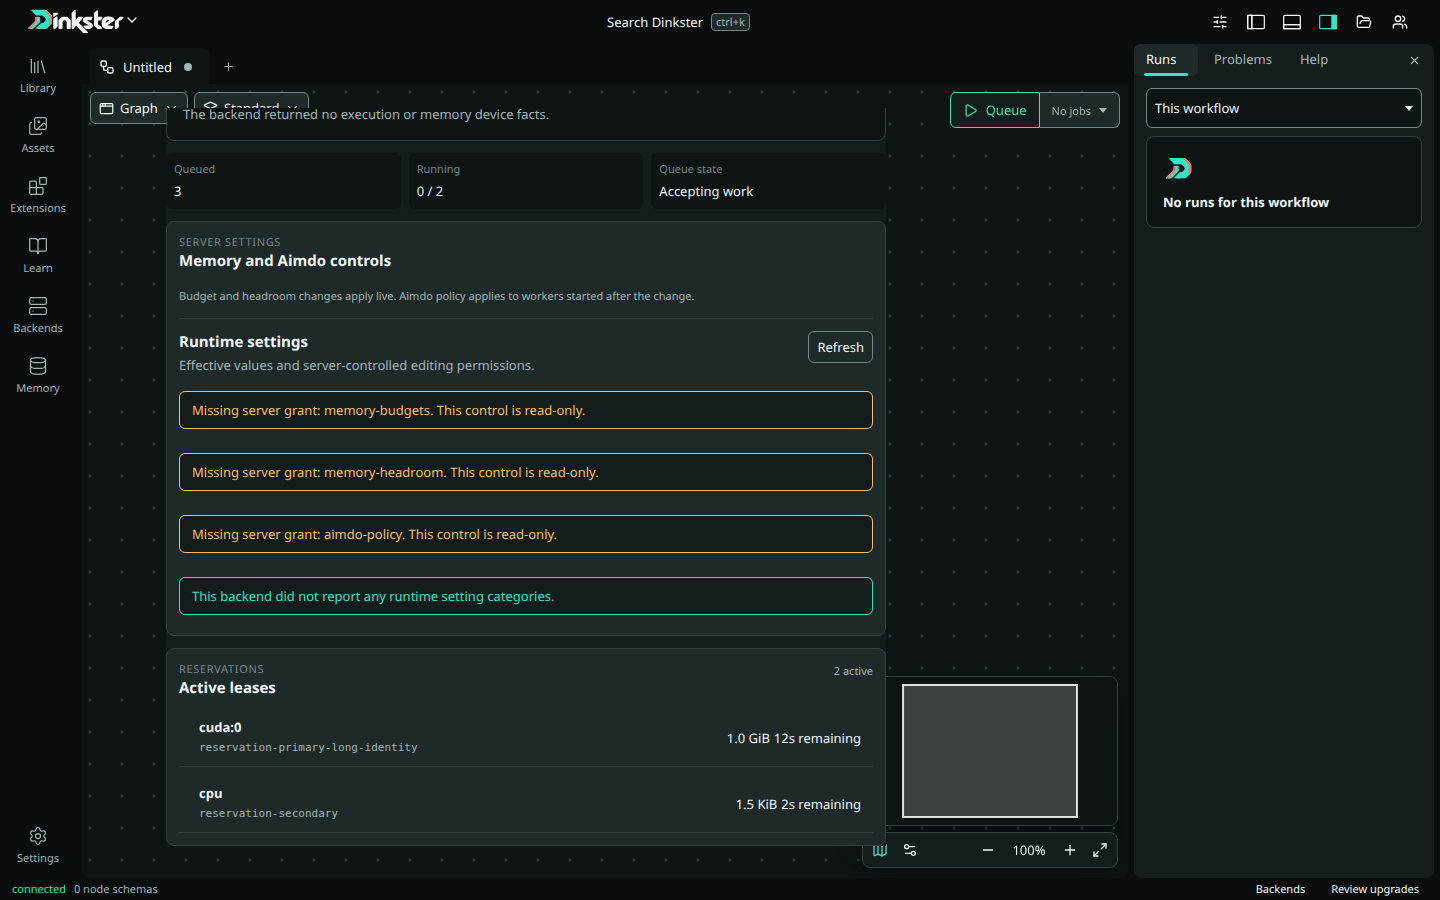 Dinkster
Search Dinkster ctrl+k
Library
Assets
Extensions
Learn
Backends
Memory
Settings
Untitled
Graph
Standard
Queue
No jobs
The backend returned no execution or memory device facts.
Queued
3
Running
0 / 2
Queue state
Accepting work
SERVER SETTINGS
Memory and Aimdo controls
Budget and headroom changes apply live. Aimdo policy applies to workers started after the change.
Runtime settings
Refresh
Effective values and server-controlled editing permissions.
Missing server grant: memory-budgets. This control is read-only.
Missing server grant: memory-headroom. This control is read-only.
Missing server grant: aimdo-policy. This control is read-only.
This backend did not report any runtime setting categories.
RESERVATIONS
2 active
Active leases
cuda:0
reservation-primary-long-identity
1.0 GiB 12s remaining
cpu
reservation-secondary
1.5 KiB 2s remaining
100%
Runs
Problems
Help
This workflow
No runs for this workflow
connected
0 node schemas
Backends
Review upgrades